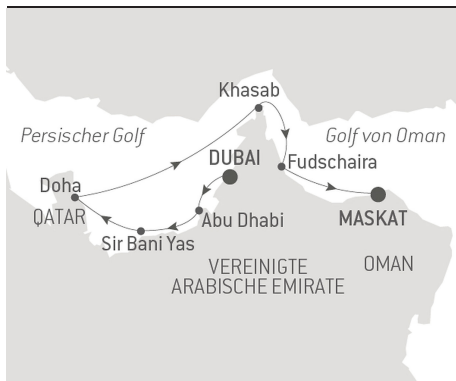 Khasab
Persischer Golf
Golf von Oman
DUBAI
Fudschaira
Doha
QATAR
Abu Dhabi
MASKAT
Sir Bani Yas
VEREINIGTE
ARABISCHE EMIRATE
OMAN